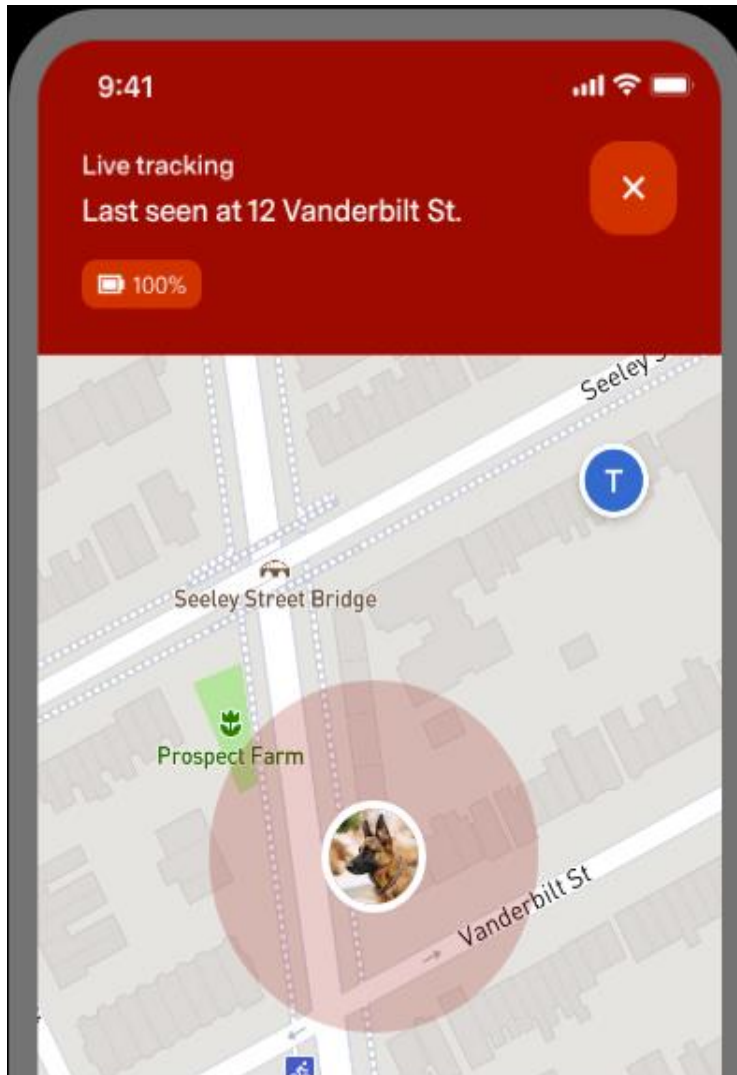 9:41
Live tracking
Last seen at 12 Vanderbilt St.
100%
Seeley
T
Seeley Street Bridge
Prospect Farm
Vanderbilt St